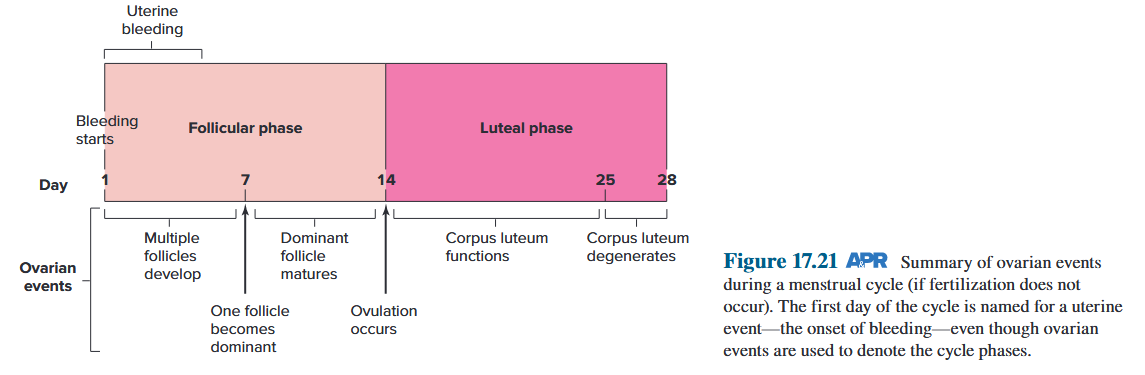 Uterine
bleeding
Bleeding
starts
Follicular phase
Luteal phase
Day
1
7
14
25
28
Ovarian
events
Multiple
follicles
develop
Dominant
follicle
matures
Corpus luteum
functions
Corpus luteum
degenerates
One follicle
becomes
dominant
Ovulation
occurs
Figure 17.21 AP|R Summary of ovarian events
during a menstrual cycle (if fertilization does not
occur). The first day of the cycle is named for a uterine
event—the onset of bleeding—even though ovarian
events are used to denote the cycle phases.